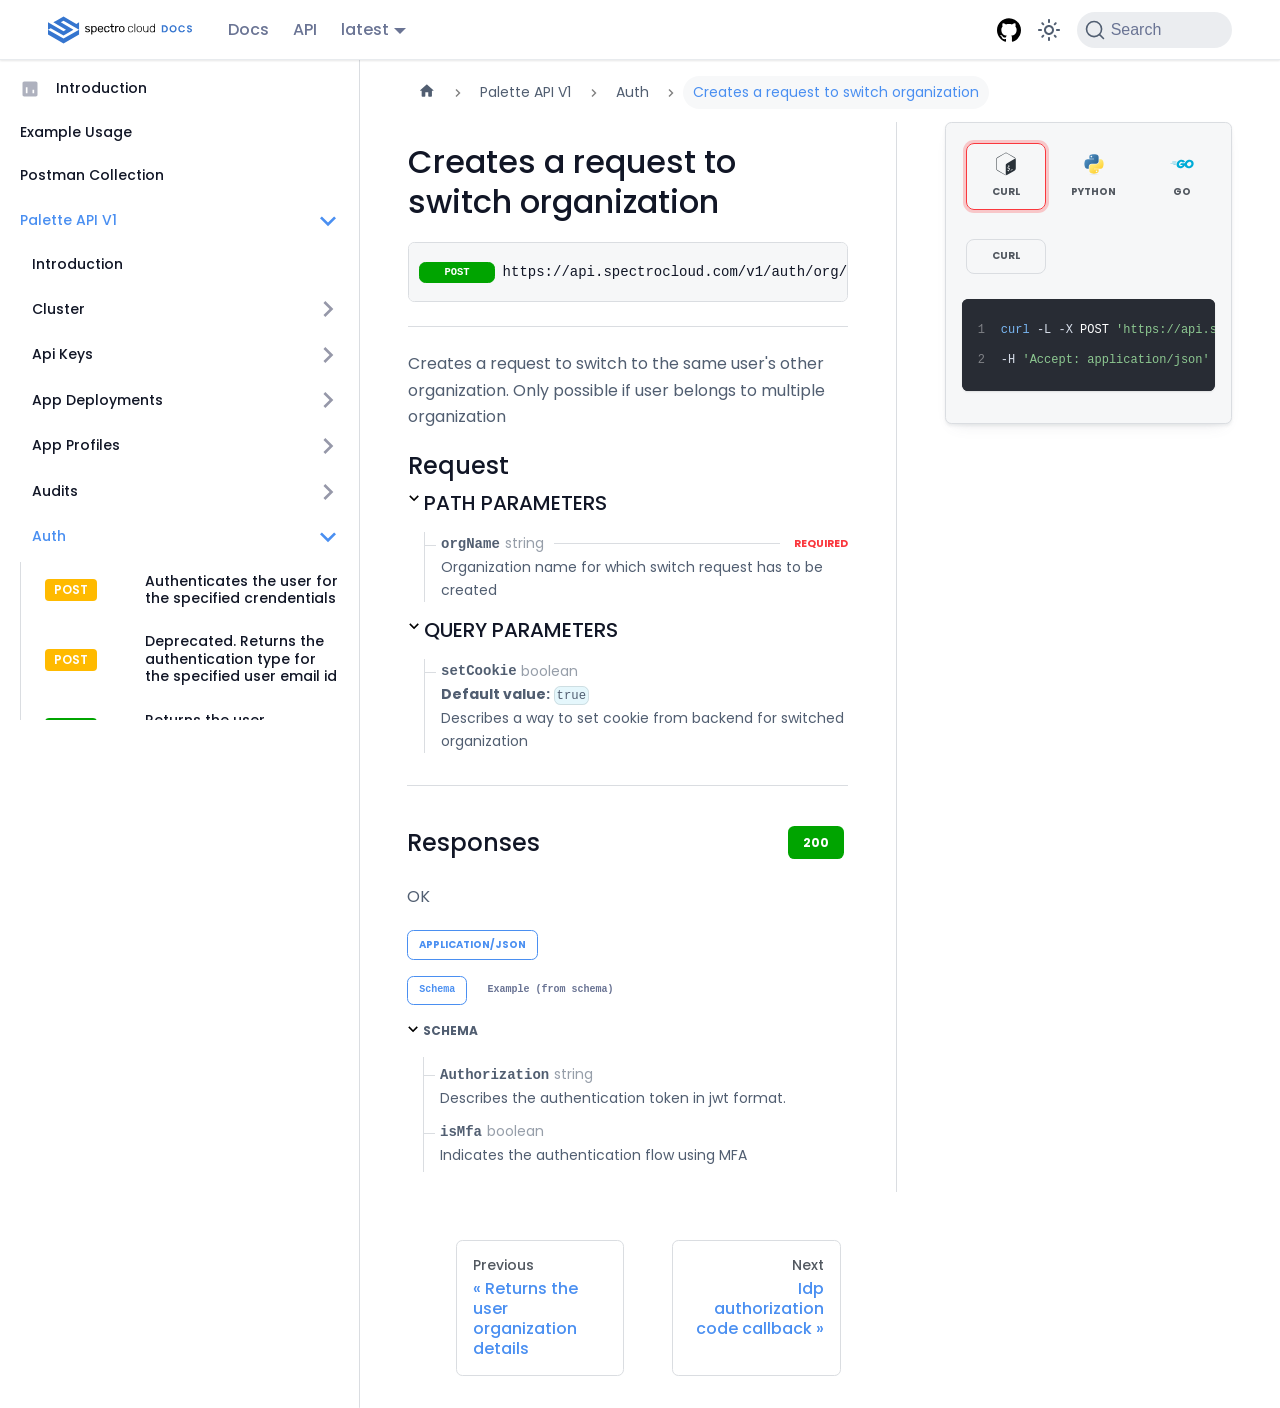 spectro cloud DOCS
Docs
API
latest
Search
Introduction
Example Usage
Postman Collection
Palette API V1
Introduction
Cluster
Api Keys
App Deployments
App Profiles
Audits
Auth
POST
Authenticates the user for
the specified crendentials
POST
Deprecated. Returns the
authentication type for
the specified user email id
Returns the user
Palette API V1
Auth
Creates a request to switch organization
Creates a request to
switch organization
POST https://api.spectrocloud.com/v1/auth/org/
Creates a request to switch to the same user's other
organization. Only possible if user belongs to multiple
organization
Request
PATH PARAMETERS
orgName string REQUIRED
Organization name for which switch request has to be
created
QUERY PARAMETERS
setCookie boolean
Default value: true
Describes a way to set cookie from backend for switched
organization
Responses
200
OK
APPLICATION/JSON
Schema
Example (from schema)
SCHEMA
Authorization string
Describes the authentication token in jwt format.
isMfa boolean
Indicates the authentication flow using MFA
CURL
PYTHON
GO
CURL
1 curl -L -X POST 'https://api.s
2 -H 'Accept: application/json'
Previous
« Returns the
user
organization
details
Next
Idp
authorization
code callback »